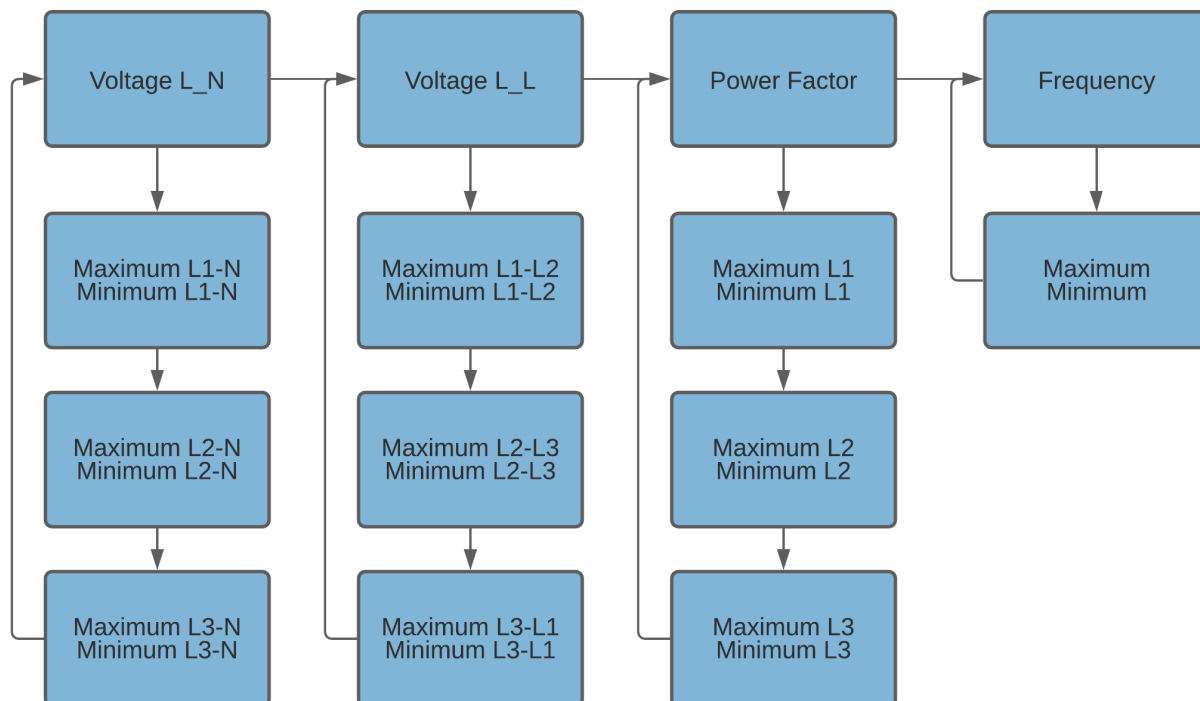 Voltage L_N
Voltage L_L
Power Factor
Frequency
Maximum L1-N
Minimum L1-N
Maximum L1-L2
Minimum L1-L2
Maximum L1
Minimum L1
Maximum
Minimum
Maximum L2-N
Minimum L2-N
Maximum L2-L3
Minimum L2-L3
Maximum L2
Minimum L2
Maximum L3-N
Minimum L3-N
Maximum L3-L1
Minimum L3-L1
Maximum L3
Minimum L3